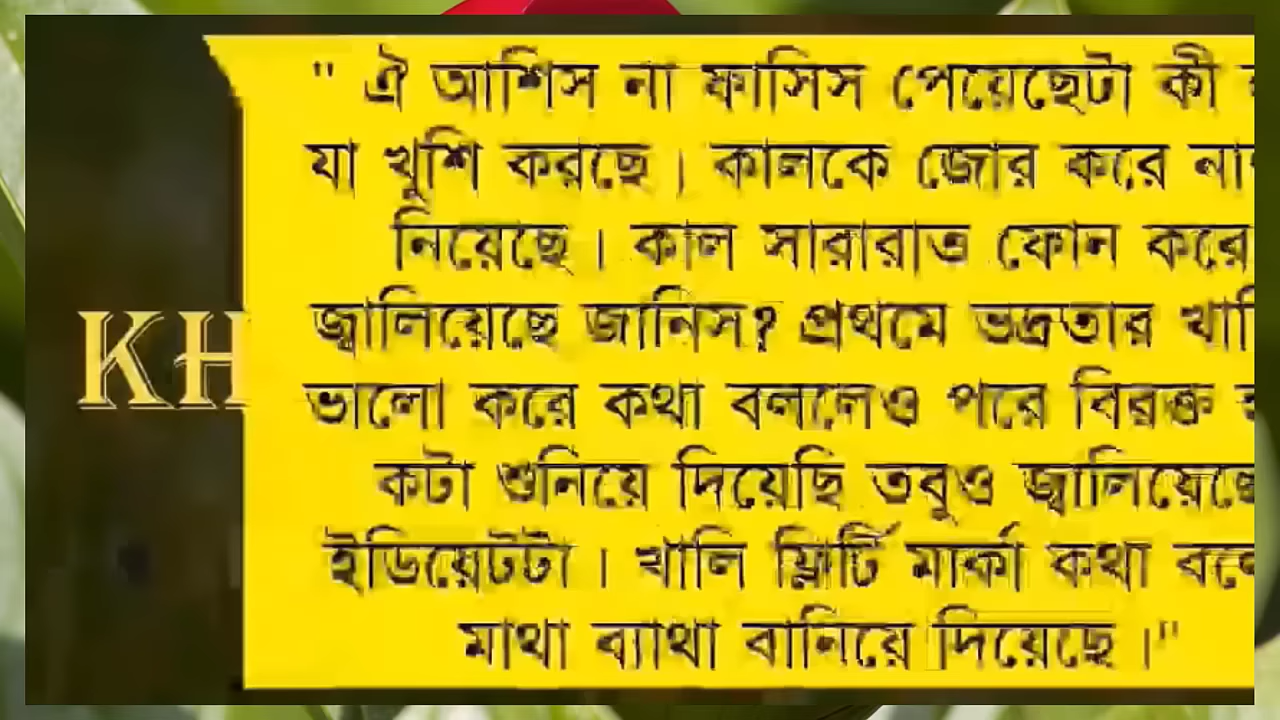 " ঐ আশিস না ফাসিস পেয়েছেটা কী
যা খুশি করছে। কালকে জোর করে
নিয়েছে। কাল সারারাত ফোন করে
জ্বালিয়েছে জানিস? প্রথমে ভদ্রতার
KH
ভালো করে কথা বললেও পরে বিরক্ত
কটা শুনিয়ে দিয়েছি তবুও জ্বালিয়েছে
ইডিয়েটটা। খালি ফ্লির্টি মার্কা কথা
মাথা ব্যাথা বানিয়ে দিয়েছে।"